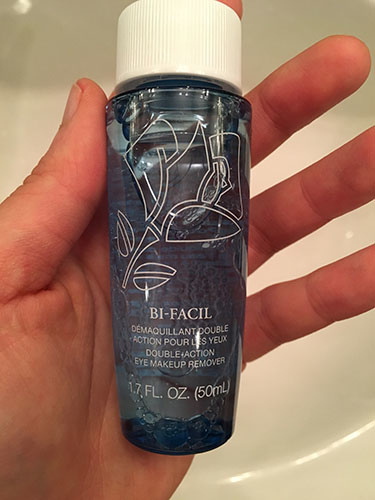 BI-FACIL
DÉMAQUILLANT DOUBLE
-ACTION POUR LES YEUX
DOUBLE-ACTION
EYE MAKEUP REMOVER
1.7 FL. OZ. (50mL)